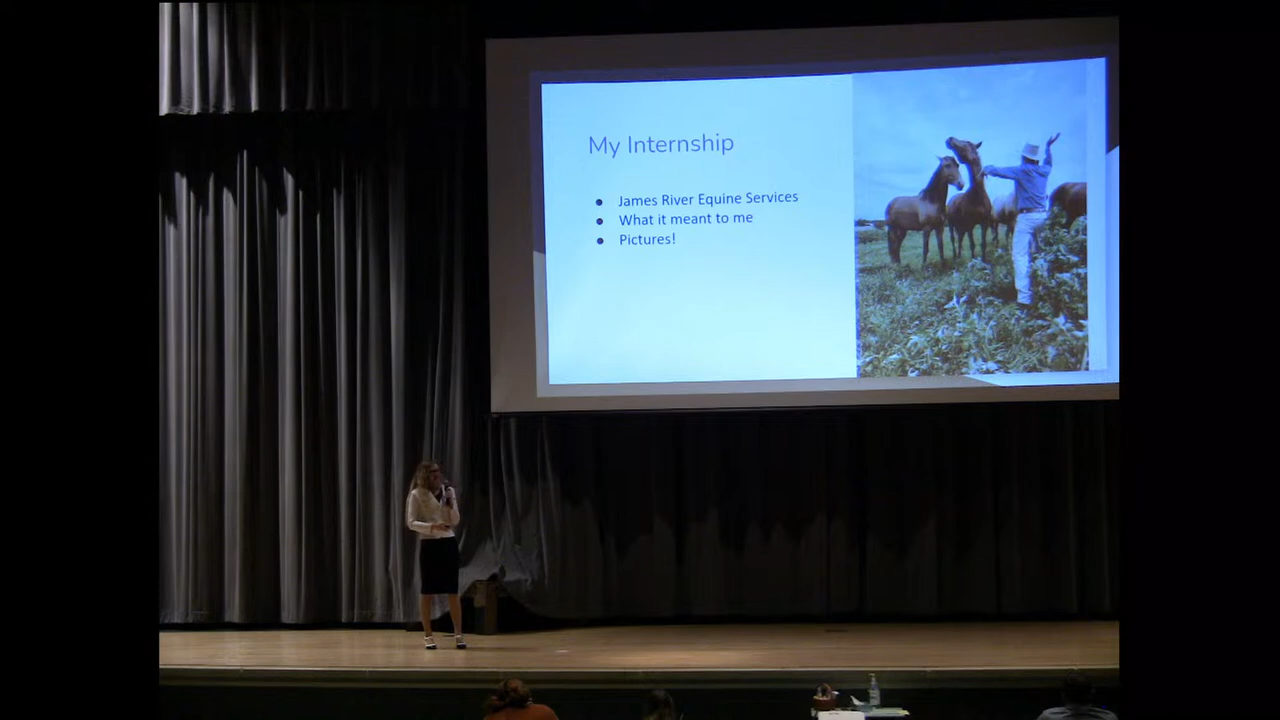 My Internship
● James River Equine Services
● What it meant to me
● Pictures!